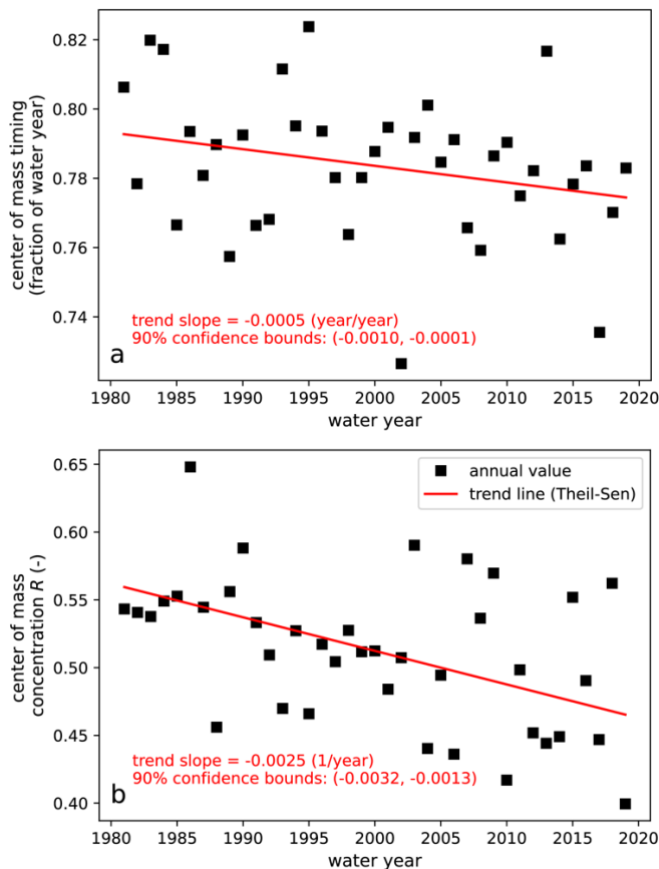 0.82
0.80
0.78
0.76
0.74
center of mass timing
(fraction of water year)
trend slope = -0.0005 (year/year)
90% confidence bounds: (-0.0010, -0.0001)
a
1980 1985 1990 1995 2000 2005 2010 2015 2020
water year
0.65
0.60
0.55
0.50
0.45
0.40
center of mass
concentration R (-)
annual value
trend line (Theil-Sen)
trend slope = -0.0025 (1/year)
90% confidence bounds: (-0.0032, -0.0013)
b
1980 1985 1990 1995 2000 2005 2010 2015 2020
water year